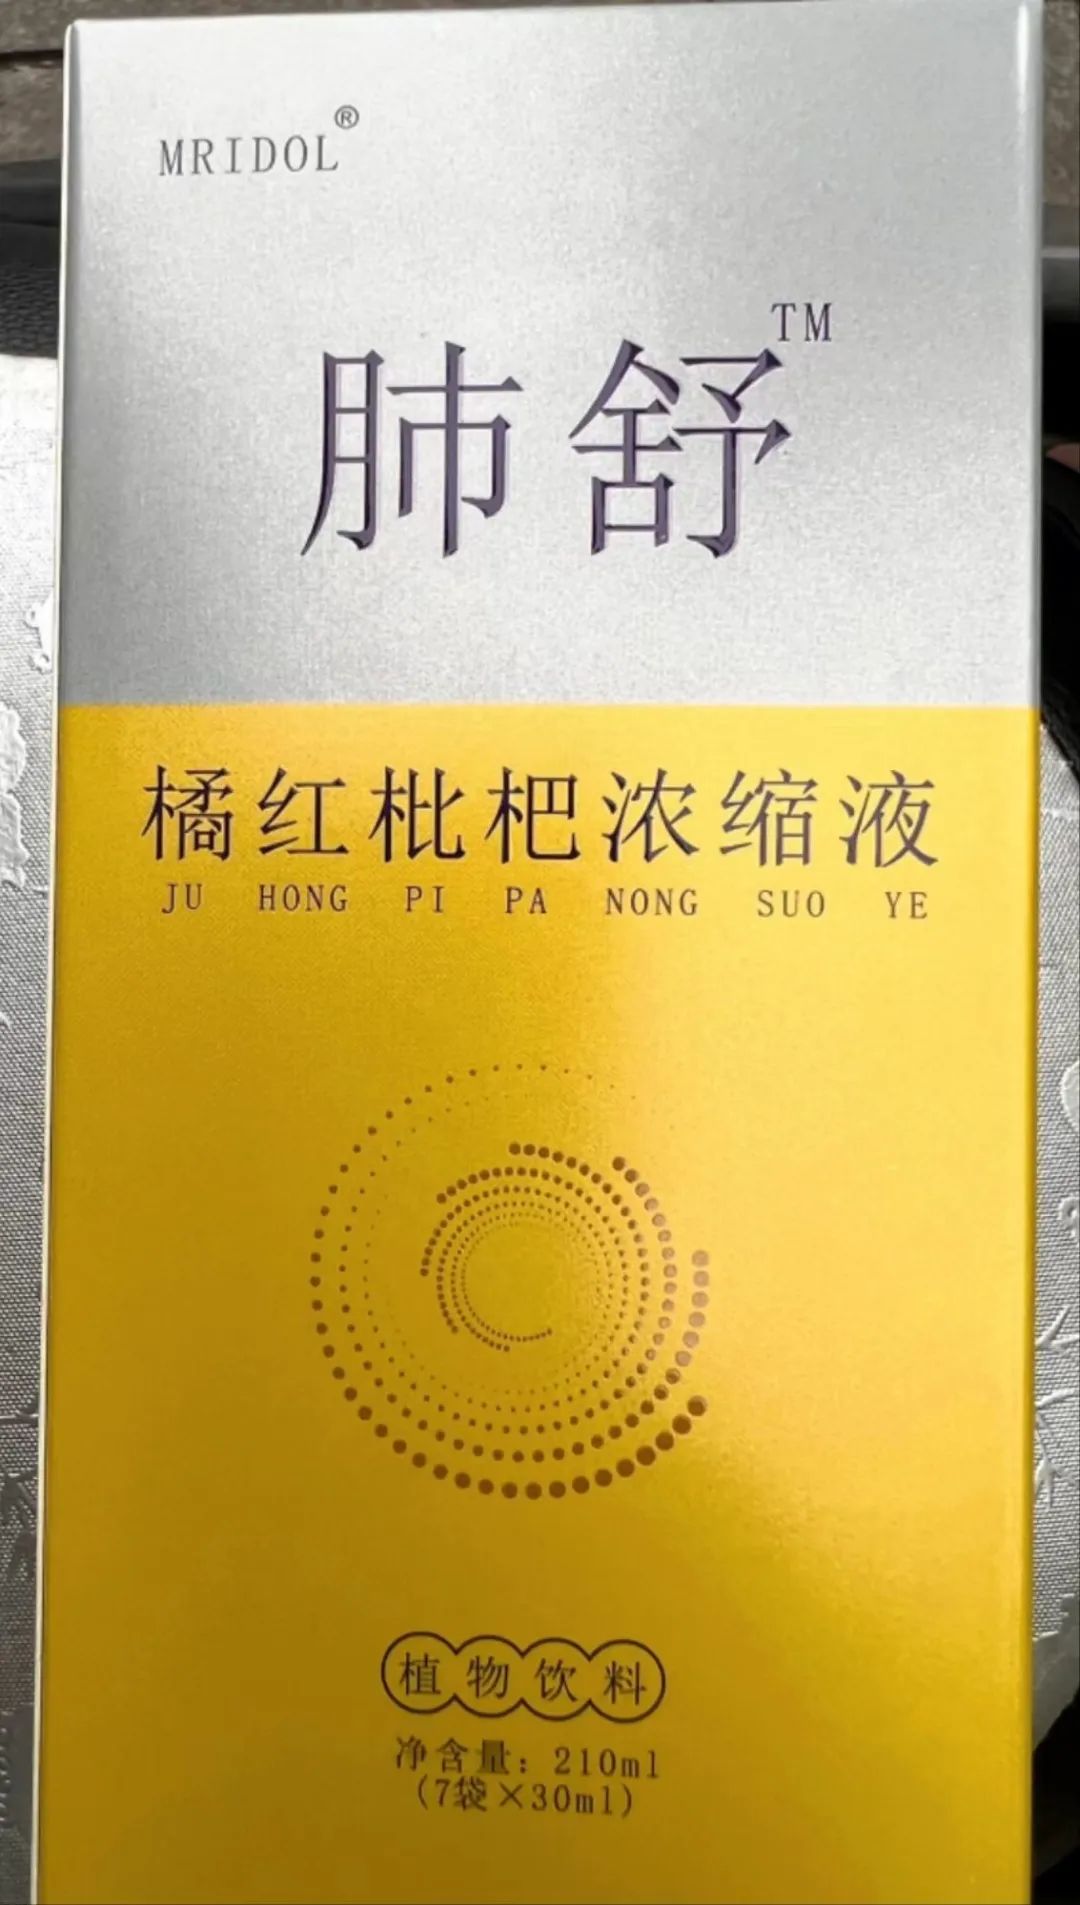 MRIDOL®
肺舒™
橘红枇杷浓缩液
JU HONG PI PA NONG SUO YE
植物饮料
净含量：210ml
(7袋×30ml)